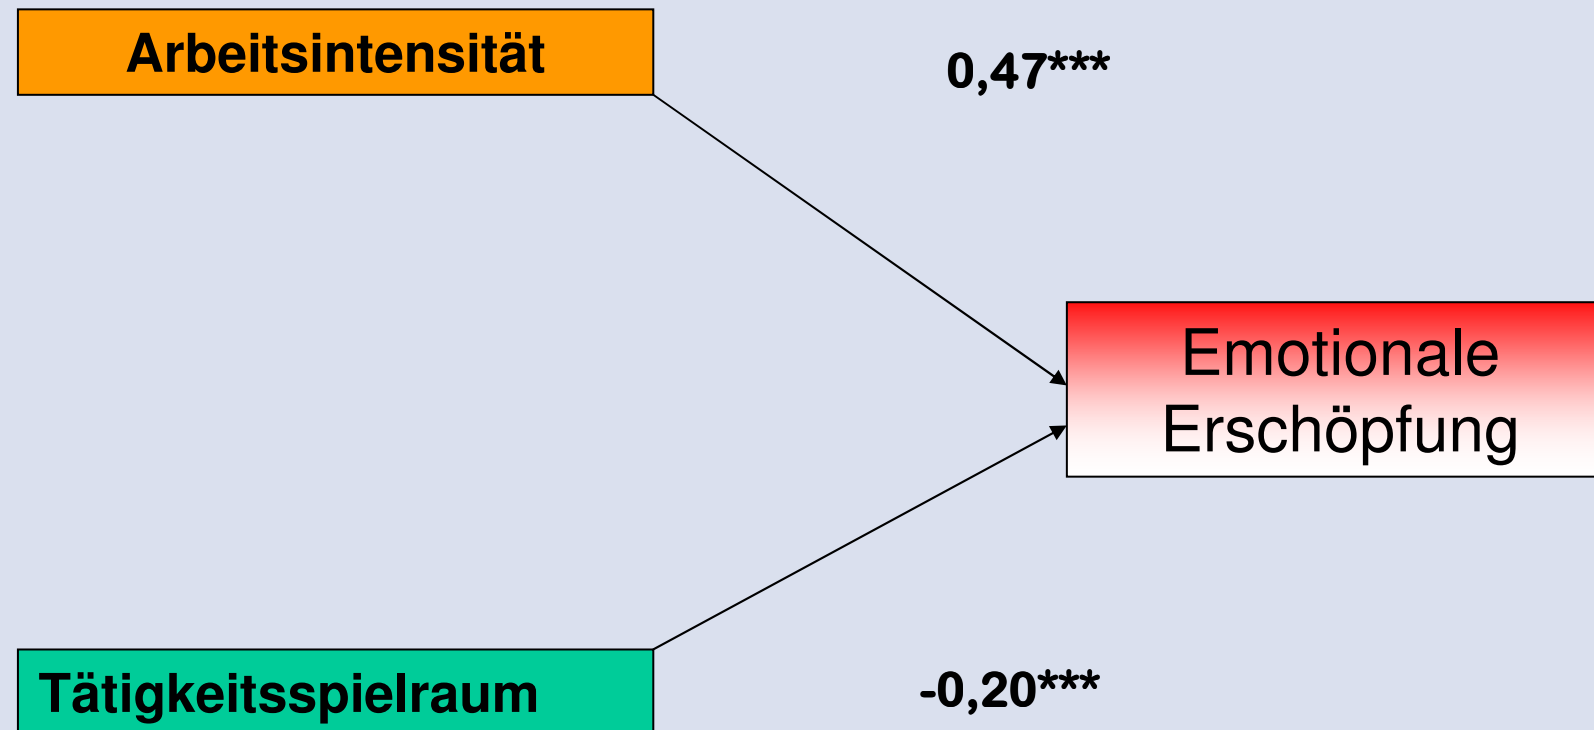 Arbeitsintensität
0,47***
Emotionale
Erschöpfung
Tätigkeitsspielraum
-0,20***